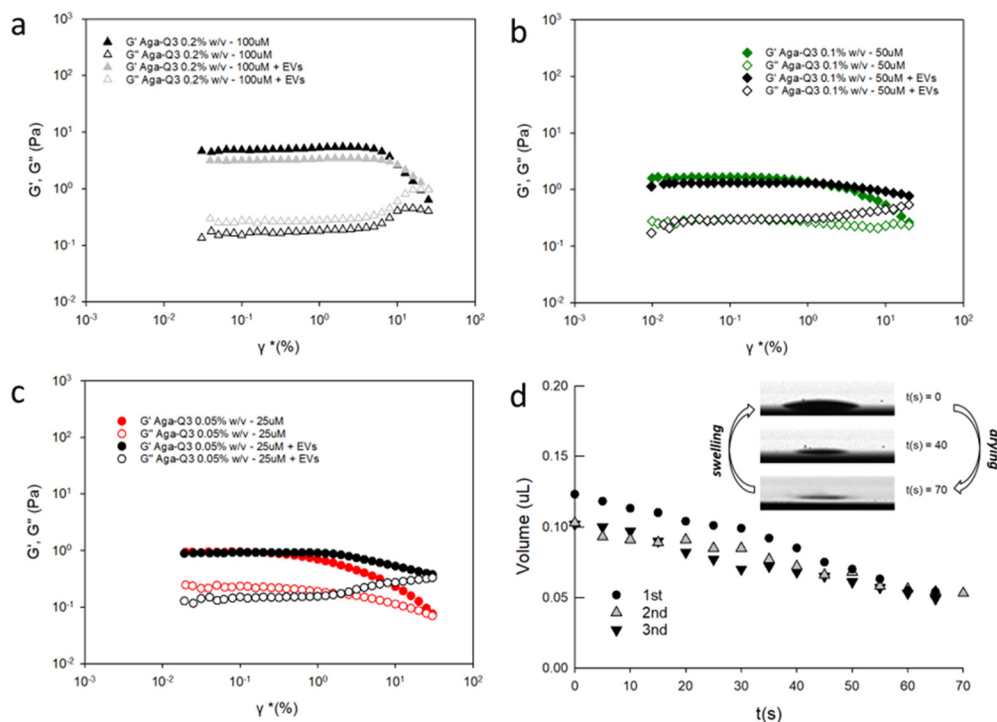 a
10³
10²
10¹
10⁰
10⁻¹
10⁻²
G', G'' (Pa)
G' Aga-Q3 0.2% w/v - 100uM
G'' Aga-Q3 0.2% w/v - 100uM
G' Aga-Q3 0.2% w/v - 100uM + EVs
G'' Aga-Q3 0.2% w/v - 100uM + EVs
10⁻³ 10⁻² 10⁻¹ 10⁰ 10¹ 10²
γ *(%)
b
10³
10²
10¹
10⁰
10⁻¹
10⁻²
G', G'' (Pa)
G' Aga-Q3 0.1% w/v - 50uM
G'' Aga-Q3 0.1% w/v - 50uM
G' Aga-Q3 0.1% w/v - 50uM + EVs
G'' Aga-Q3 0.1% w/v - 50uM + EVs
10⁻³ 10⁻² 10⁻¹ 10⁰ 10¹ 10²
γ *(%)
c
10³
10²
10¹
10⁰
10⁻¹
10⁻²
G', G'' (Pa)
G' Aga-Q3 0.05% w/v - 25uM
G'' Aga-Q3 0.05% w/v - 25uM
G' Aga-Q3 0.05% w/v - 25uM + EVs
G'' Aga-Q3 0.05% w/v - 25uM + EVs
10⁻³ 10⁻² 10⁻¹ 10⁰ 10¹ 10²
γ *(%)
d
0.20
0.15
0.10
0.05
0.00
Volume (uL)
swelling
t(s) = 0
t(s) = 40
t(s) = 70
drying
1st
2nd
3nd
0 10 20 30 40 50 60 70
t(s)